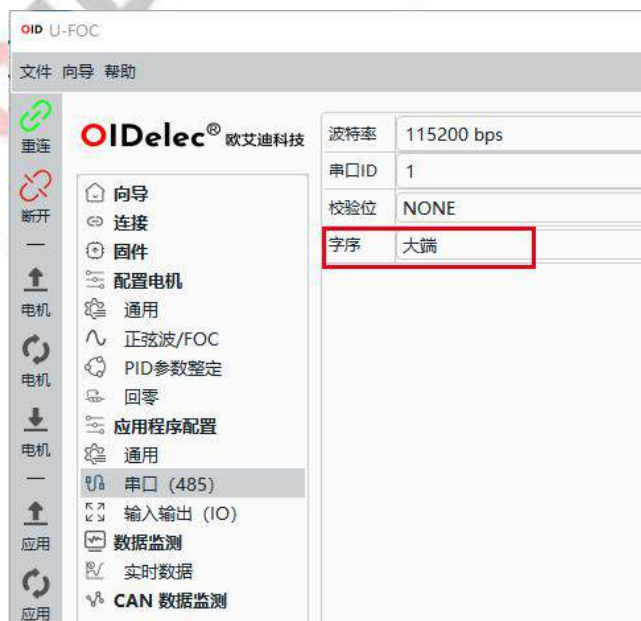 OID U-FOC
文件 向导 帮助
重连
断开
电机
电机
电机
应用
应用
OIDelec® 欧艾迪科技
向导
连接
固件
配置电机
通用
正弦波/FOC
PID参数整定
回零
应用程序配置
通用
串口（485）
输入输出（IO）
数据监测
实时数据
CAN 数据监测
波特率 115200 bps
串口ID 1
校验位 NONE
字序 大端